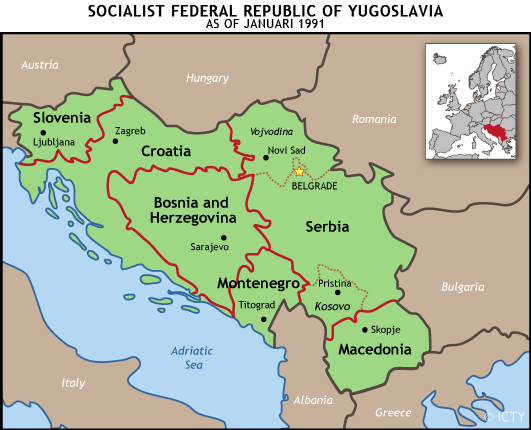 SOCIALIST FEDERAL REPUBLIC OF YUGOSLAVIA
AS OF JANUARI 1991
Austria
Hungary
Romania
Slovenia
Ljubljana
Zagreb
Croatia
Vojvodina
Novi Sad
BELGRADE
Bosnia and
Herzegovina
Sarajevo
Serbia
Montenegro
Titograd
Pristina
Kosovo
Bulgaria
Skopje
Macedonia
Adriatic
Sea
Italy
Albania
Greece
© ICTY